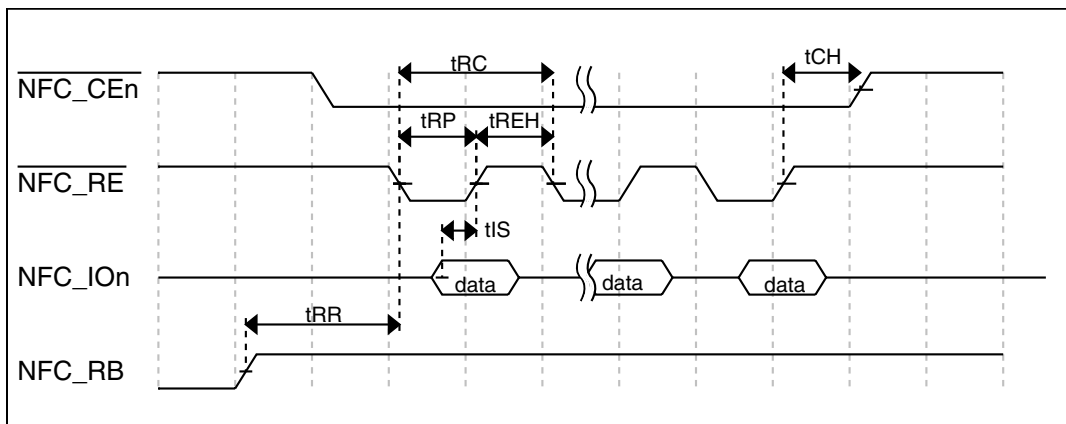 tRC
tCH
NFC_CEn
tRP
tREH
NFC_RE
tIS
NFC_IOn
data
data
data
tRR
NFC_RB